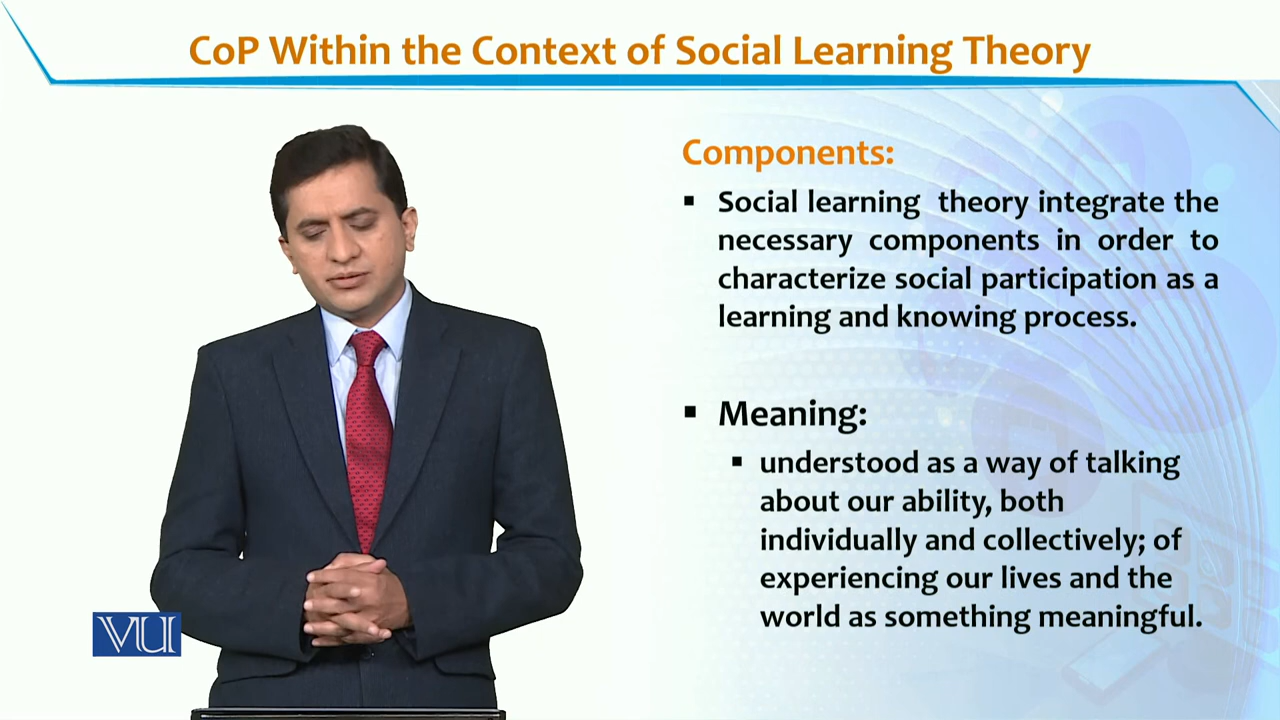 CoP Within the Context of Social Learning Theory
Components:
▪ Social learning theory integrate the
necessary components in order to
characterize social participation as a
learning and knowing process.
▪ Meaning:
▪ understood as a way of talking
about our ability, both
individually and collectively; of
experiencing our lives and the
world as something meaningful.
VU